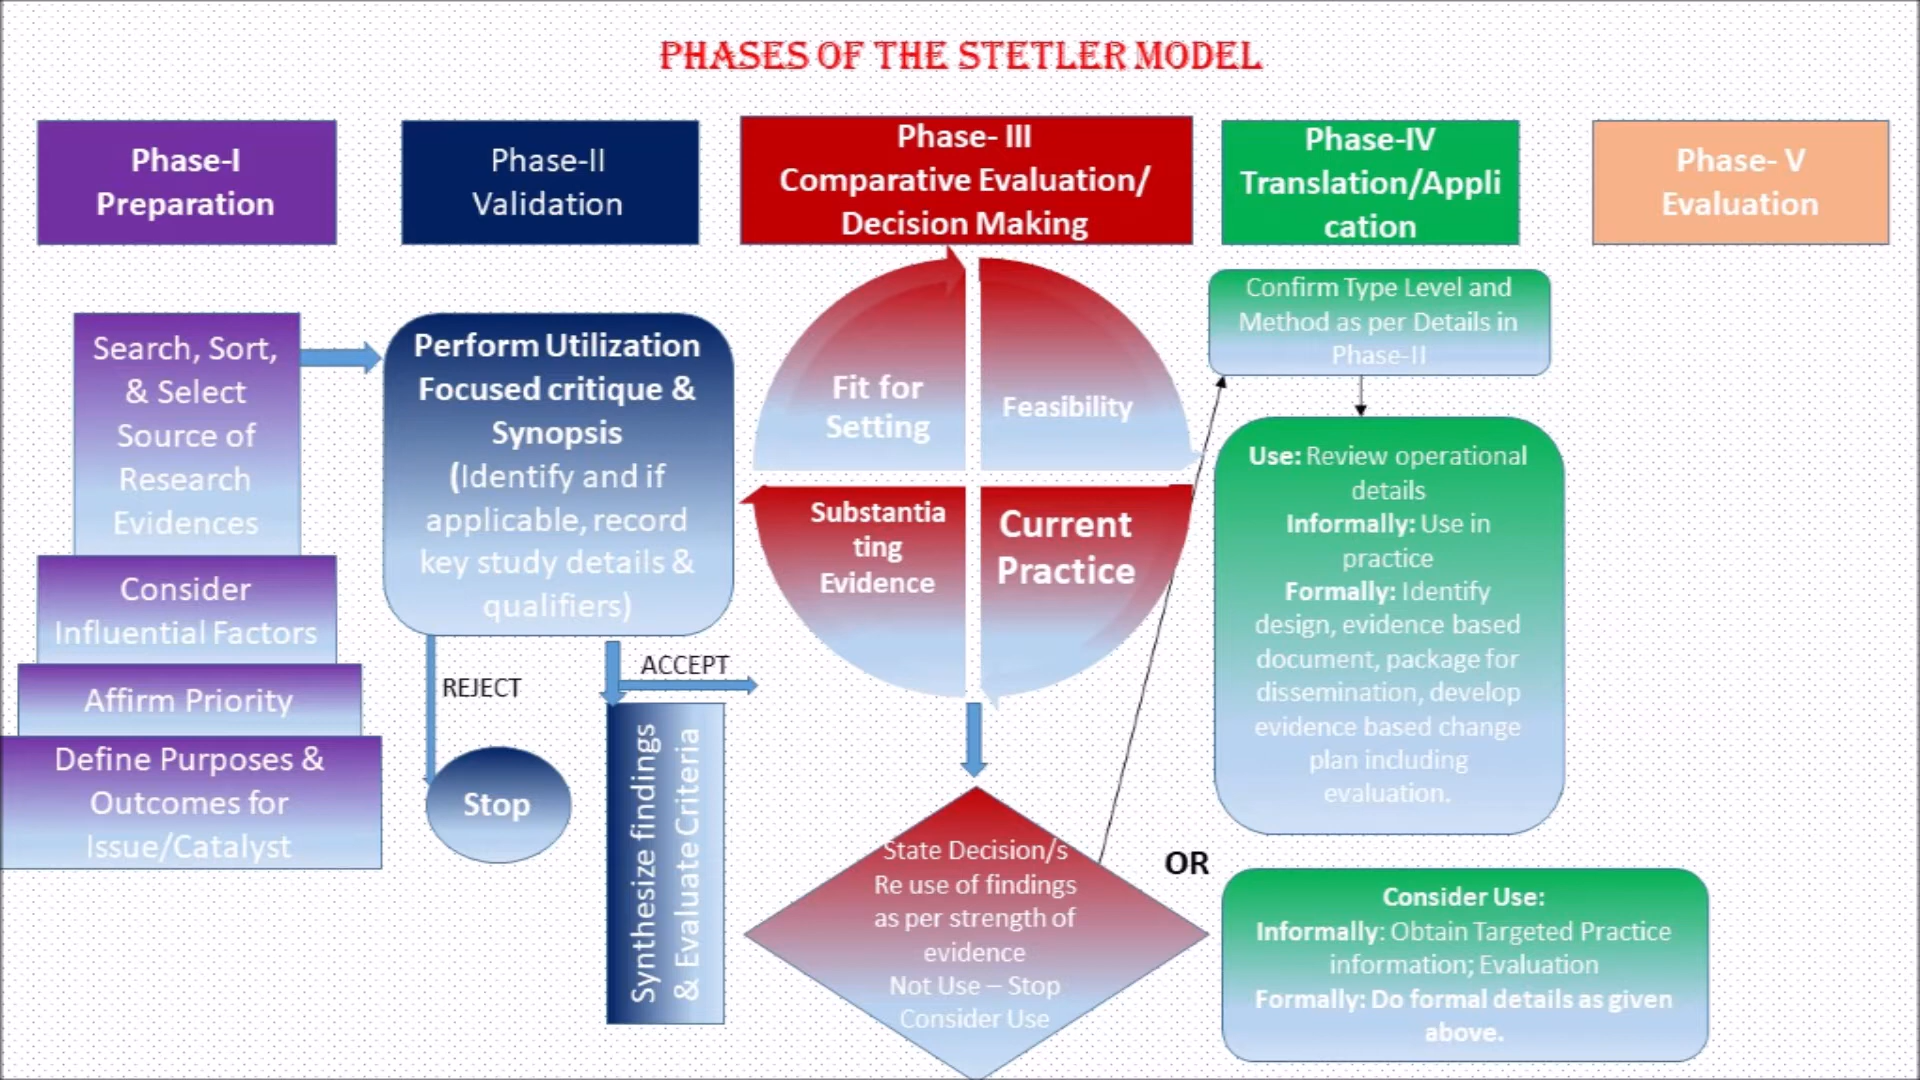 PHASES OF THE STETLER MODEL
Phase-I
Preparation
Phase-II
Validation
Phase- III
Comparative Evaluation/
Decision Making
Phase-IV
Translation/Appli
cation
Phase- V
Evaluation
Search, Sort,
& Select
Source of
Research
Evidences
Consider
Influential Factors
Affirm Priority
Define Purposes &
Outcomes for
Issue/Catalyst
Perform Utilization
Focused critique &
Synopsis
(Identify and if
applicable, record
key study details &
qualifiers)
REJECT
ACCEPT
Stop
Synthesize findings
& Evaluate Criteria
Fit for
Setting
Feasibility
Substantia
ting
Evidence
Current
Practice
State Decision/s
Re use of findings
as per strength of
evidence
Not Use – Stop
Consider Use
Confirm Type Level and
Method as per Details in
Phase-II
Use: Review operational
details
Informally: Use in
practice
Formally: Identify
design, evidence based
document, package for
dissemination, develop
evidence based change
plan including
evaluation.
OR
Consider Use:
Informally: Obtain Targeted Practice
information; Evaluation
Formally: Do formal details as given
above.